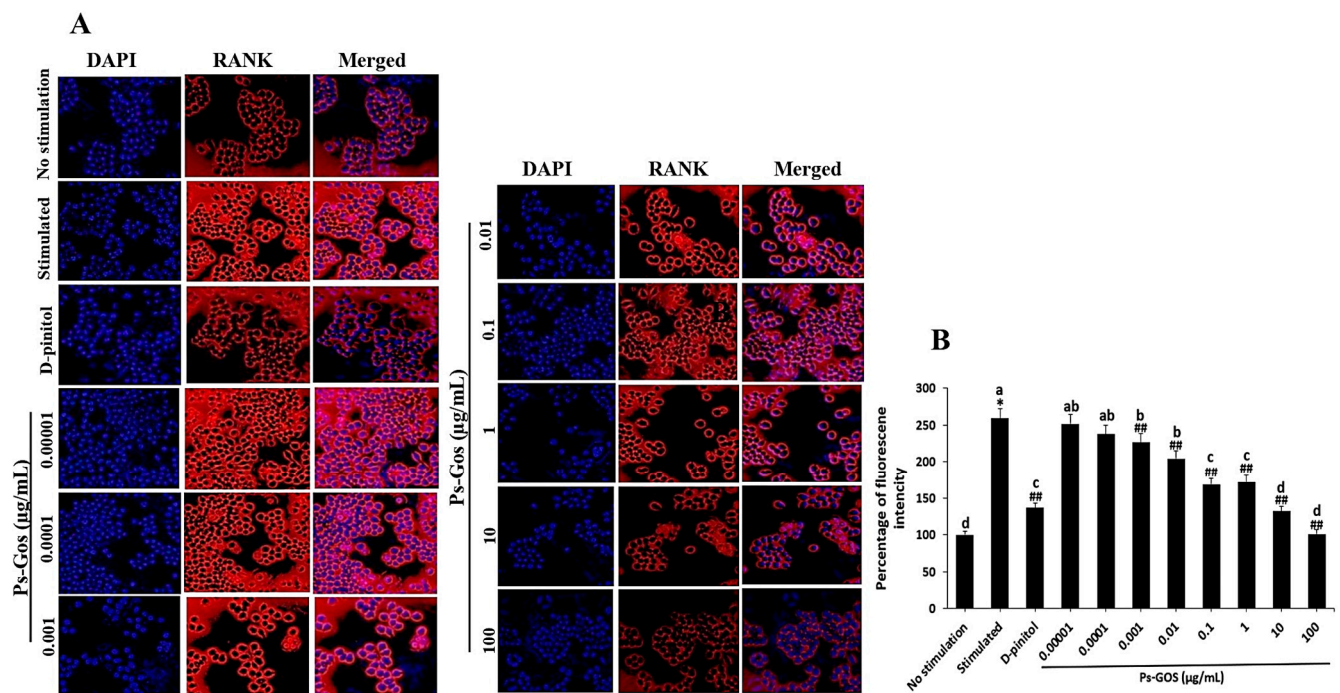 A
DAPI RANK Merged
No stimulation
Stimulated
D-pinitol
Ps-Gos (µg/mL)
0.00001
0.0001
0.001
DAPI RANK Merged
Ps-Gos (µg/mL)
0.01
0.1
1
10
100
B
B
Percentage of fluorescene
intencity
300
250
200
150
100
50
0
d
a
*
c
##
ab
ab
b
##
b
##
c
##
c
##
d
##
d
##
No stimulation
Stimulated
D-pinitol
0.00001
0.0001
0.001
0.01
0.1
1
10
100
Ps-GOS (µg/mL)